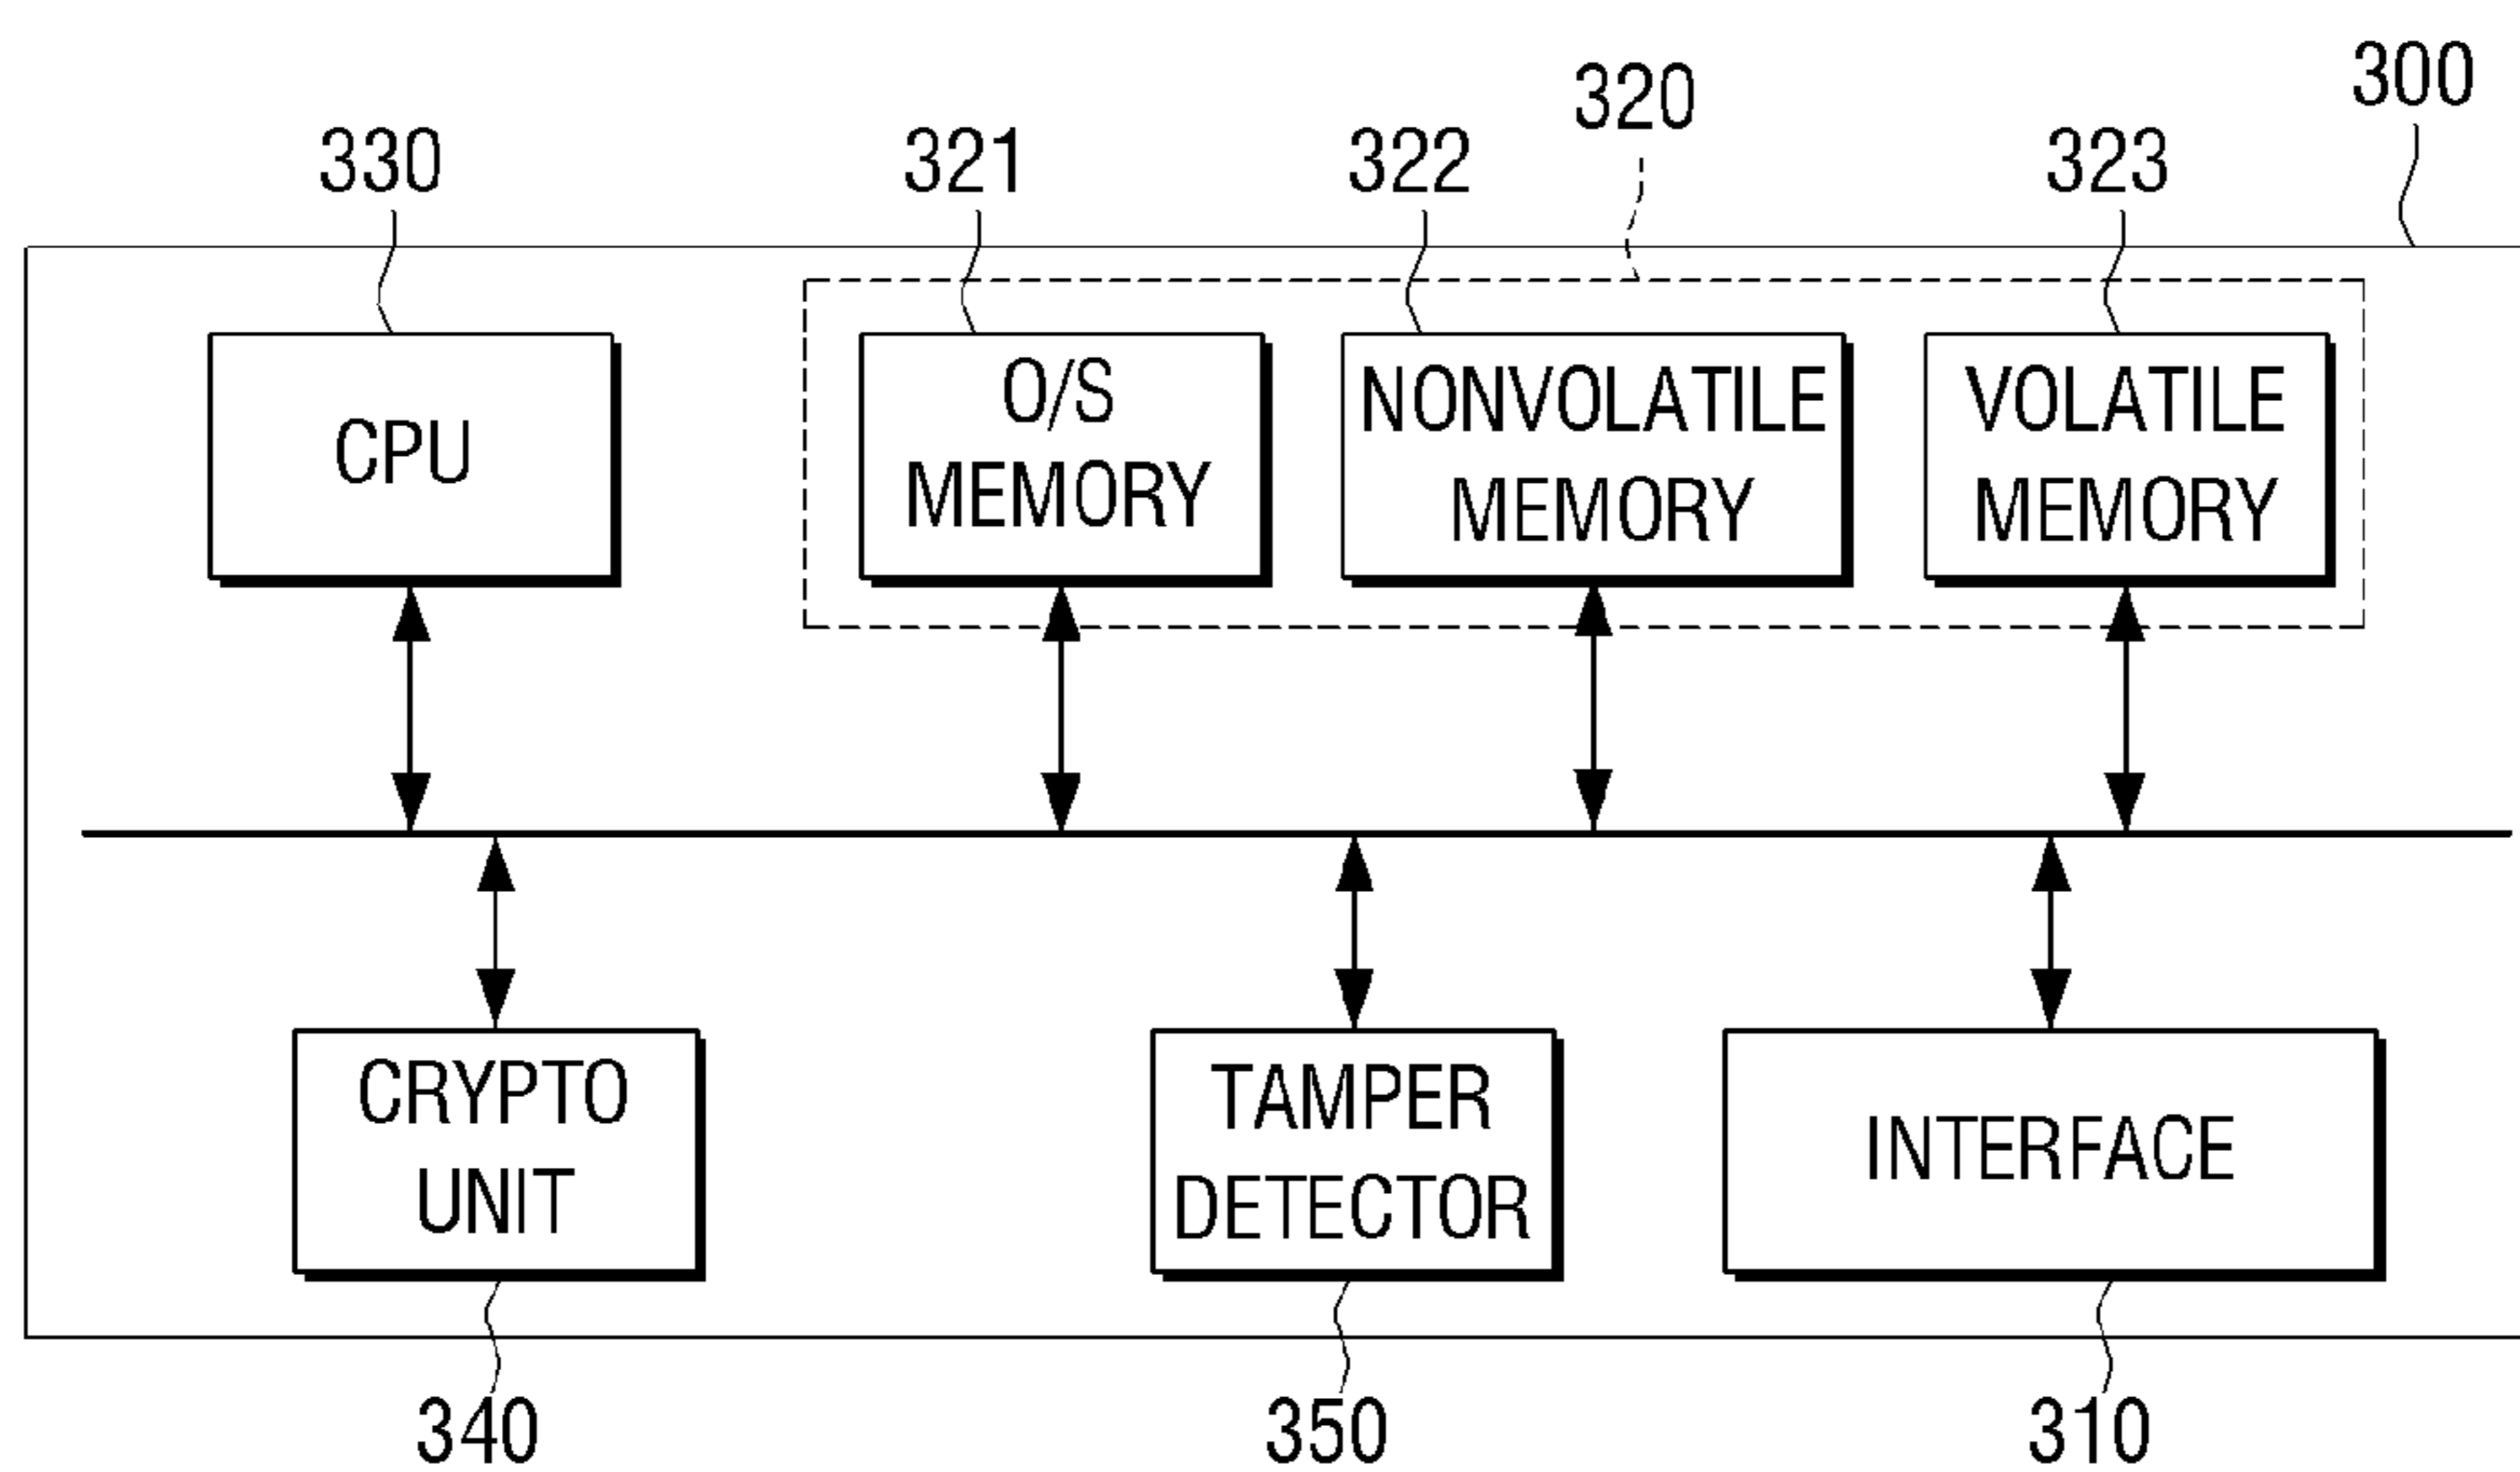 300
320
330
321
322
323
CPU
O/S
MEMORY
NONVOLATILE
MEMORY
VOLATILE
MEMORY
CRYPTO
UNIT
TAMPER
DETECTOR
INTERFACE
340
350
310